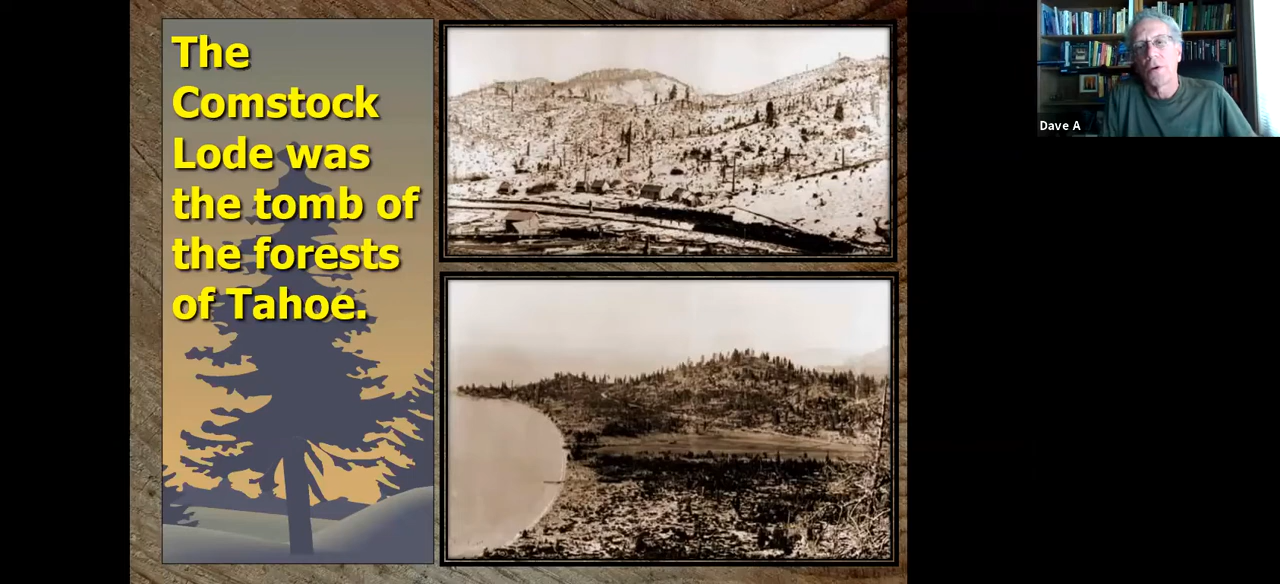 The
Comstock
Lode was
the tomb of
the forests
of Tahoe.
Dave A